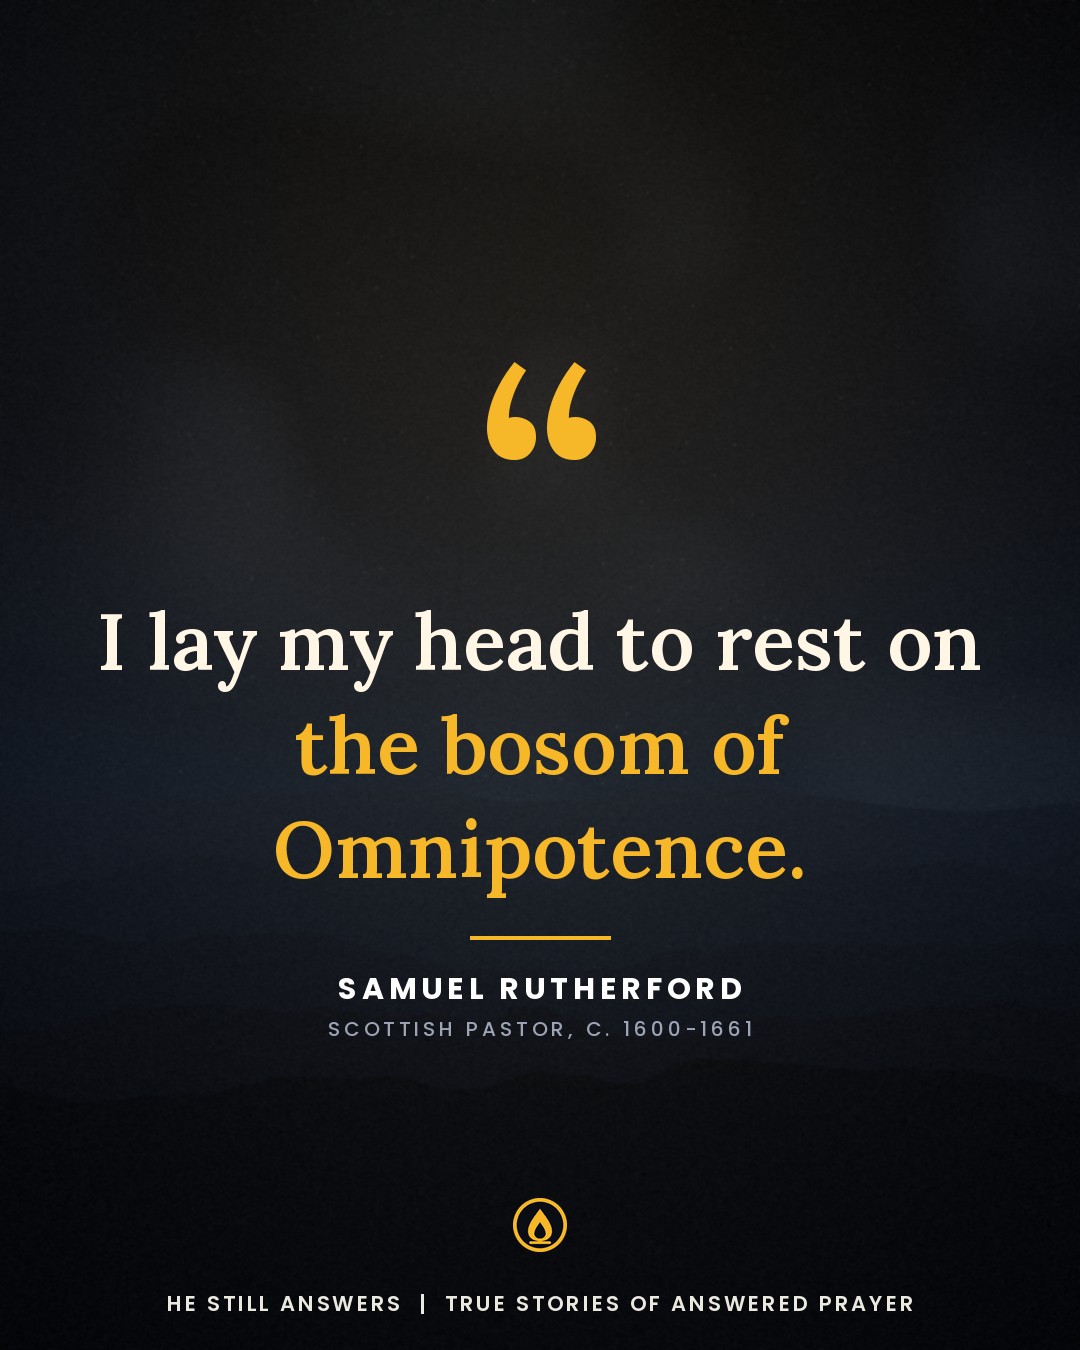 “
I lay my head to rest on
the bosom of
Omnipotence.
SAMUEL RUTHERFORD
SCOTTISH PASTOR, C. 1600-1661
HE STILL ANSWERS | TRUE STORIES OF ANSWERED PRAYER